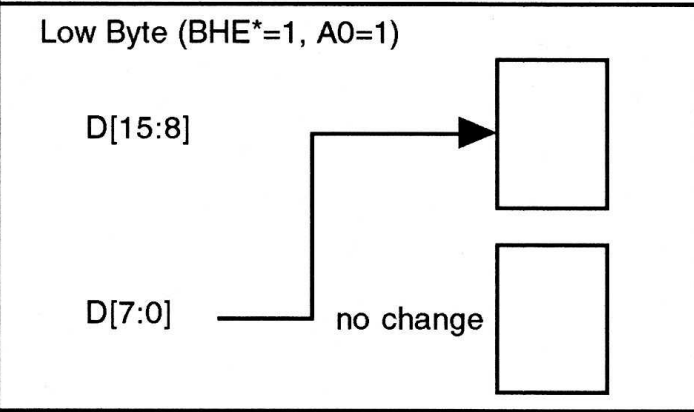 Low Byte (BHE*=1, A0=1)
D[15:8]
D[7:0]
no change